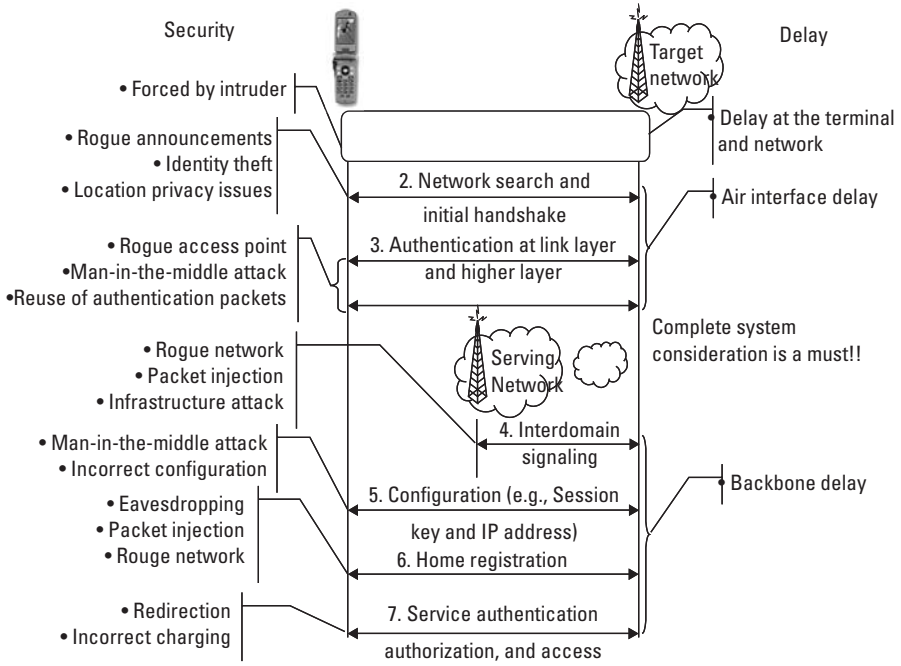 Security
Delay
Target
network
• Forced by intruder
• Delay at the terminal
and network
• Rogue announcements
• Identity theft
• Location privacy issues
2. Network search and
initial handshake
• Air interface delay
• Rogue access point
•Man-in-the-middle attack
•Reuse of authentication packets
3. Authentication at link layer
and higher layer
Complete system
consideration is a must!!
Serving
Network
• Rogue network
• Packet injection
• Infrastructure attack
4. Interdomain
signaling
• Man-in-the-middle attack
• Incorrect configuration
• Backbone delay
5. Configuration (e.g., Session
key and IP address)
• Eavesdropping
• Packet injection
• Rouge network
6. Home registration
• Redirection
• Incorrect charging
7. Service authentication
authorization, and access